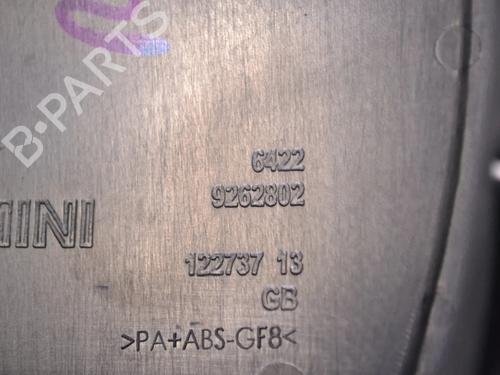 B-PARTS
6422
9262802
MINI
122737 13
GB
>PA+ABS-GF8<